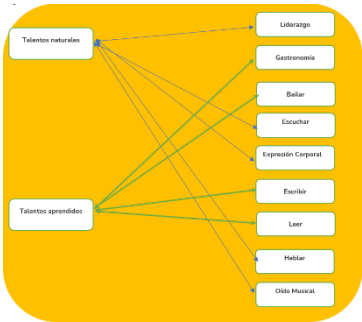 Talentos naturales
Talentos aprendidos
Liderazgo
Gastronomía
Bailar
Escuchar
Expresión Corporal
Escribir
Leer
Hablar
Oído Musical